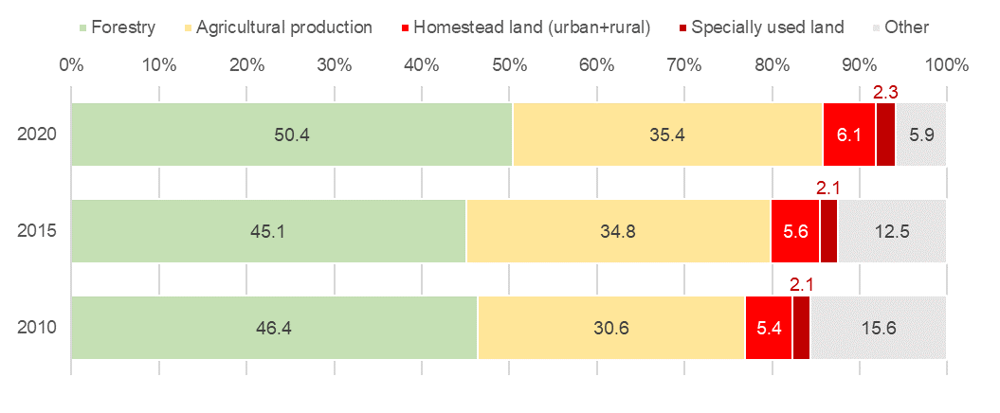 Forestry Agricultural production Homestead land (urban+rural) Specially used land Other
0% 10% 20% 30% 40% 50% 60% 70% 80% 90% 100%
2.3
2020 50.4 35.4 6.1 5.9
2.1
2015 45.1 34.8 5.6 12.5
2.1
2010 46.4 30.6 5.4 15.6